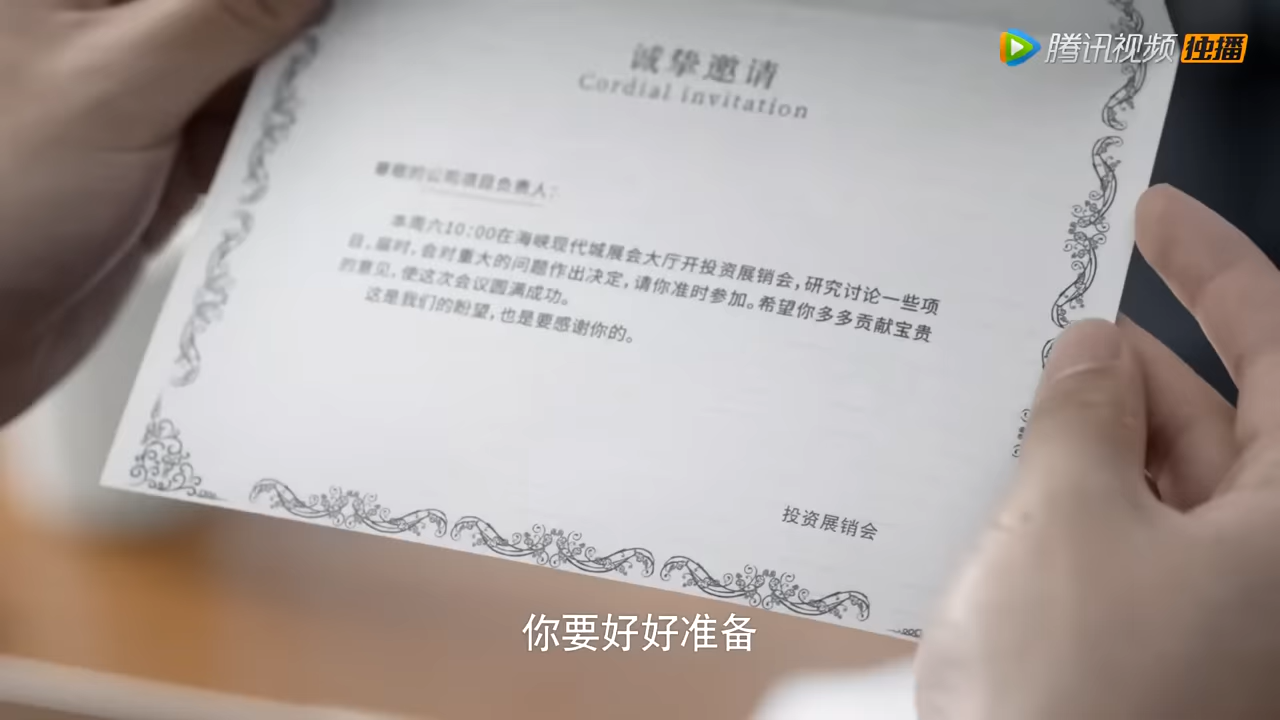 腾讯视频 独播
诚挚邀请
Cordial invitation
尊敬的公司项目负责人：
本周六10:00在海峡现代城展会大厅开投资展销会，研究讨论一些项
目，届时，会对重大的问题作出决定，请你准时参加。希望你多多贡献宝贵
的意见，使这次会议圆满成功。
这是我们的盼望，也是要感谢你的。
投资展销会
你要好好准备